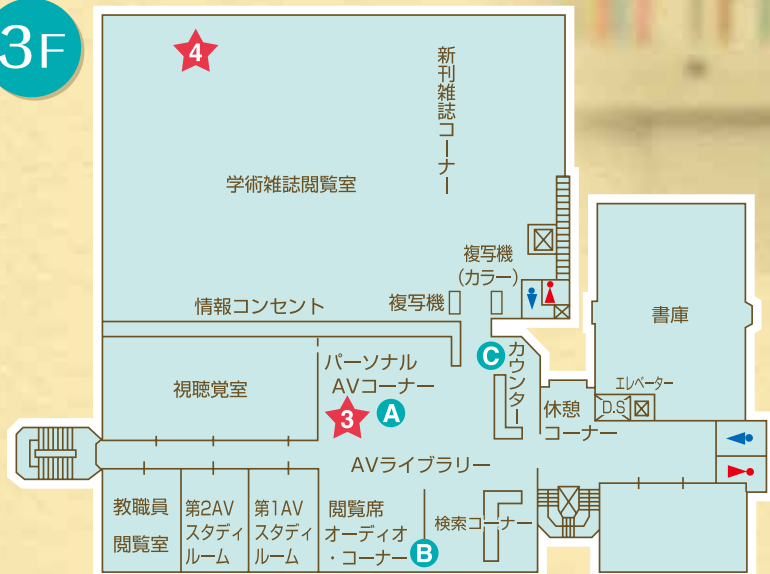 3F
4
新刊雑誌コーナー
学術雑誌閲覧室
複写機
(カラー)
情報コンセント
複写機
書庫
C
カウンター
パーソナル
AVコーナー
視聴覚室
3
A
エレベーター
D.S
休憩
コーナー
AVライブラリー
教職員
閲覧室
第2AV
スタディ
ルーム
第1AV
スタディ
ルーム
閲覧席
オーディオ
・コーナー
B
検索コーナー